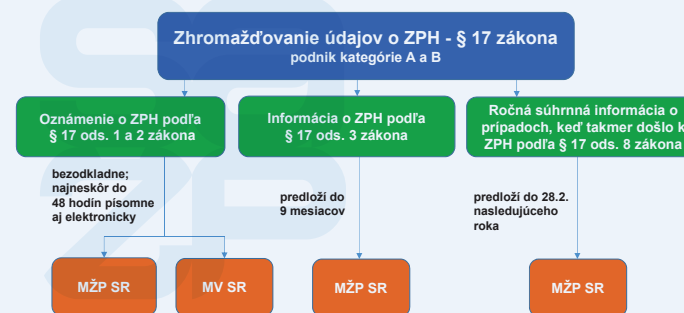 Zhromažďovanie údajov o ZPH - § 17 zákona
podnik kategórie A a B
Oznámenie o ZPH podľa
§ 17 ods. 1 a 2 zákona
Informácia o ZPH podľa
§ 17 ods. 3 zákona
Ročná súhrnná informácia o
prípadoch, keď takmer došlo k
ZPH podľa § 17 ods. 8 zákona
bezodkladne;
najneskôr do
48 hodín písomne
aj elektronicky
predloží do
9 mesiacov
predloží do 28.2.
nasledujúceho
roka
MŽP SR
MV SR
MŽP SR
MŽP SR